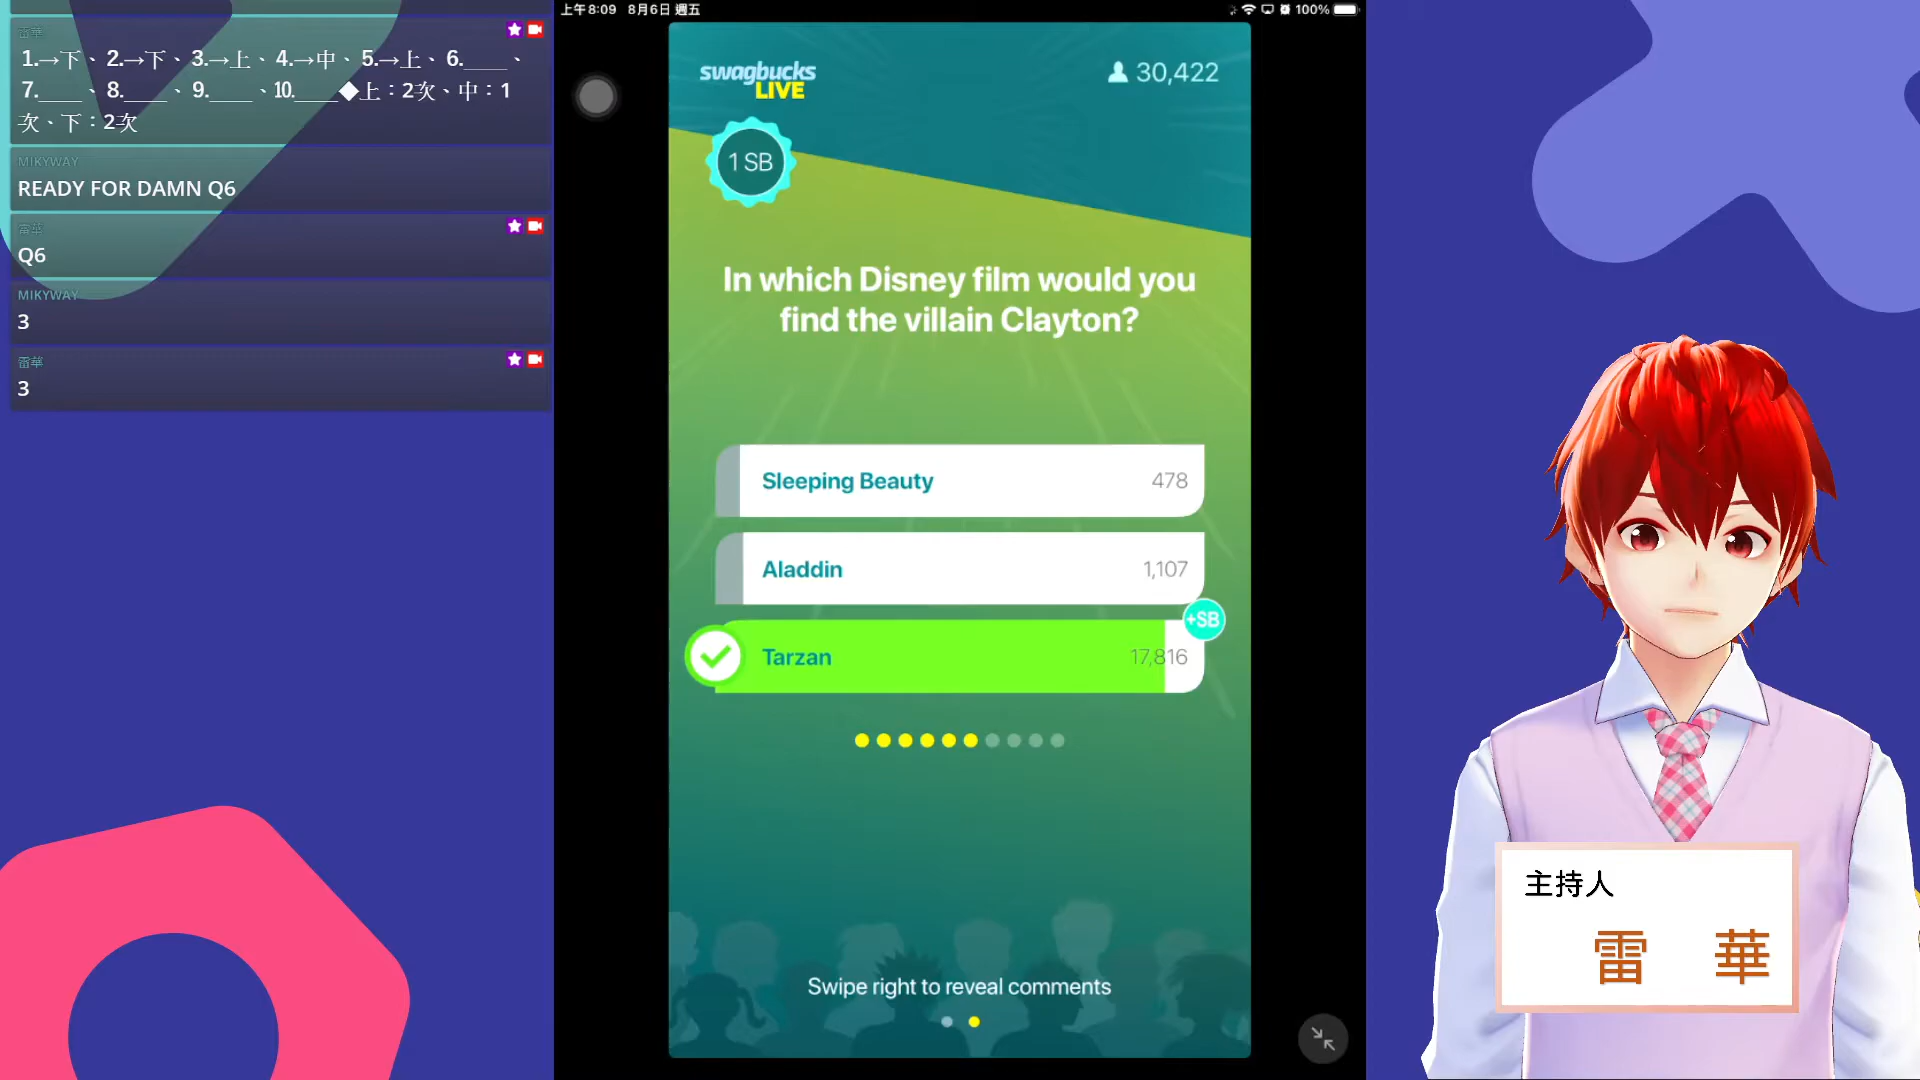 雷華
1.→下、2.→下、3.→上、4.→中、5.→上、6.____、
7.____、8.____、9.____、10.____◆上：2次、中：1
次、下：2次
MIKYWAY
READY FOR DAMN Q6
雷華
Q6
MIKYWAY
3
雷華
3
上午8:09 8月6日 週五
100%
swagbucks
LIVE
30,422
1 SB
In which Disney film would you
find the villain Clayton?
Sleeping Beauty 478
Aladdin 1,107
+SB
Tarzan 17,816
Swipe right to reveal comments
主持人
雷 華